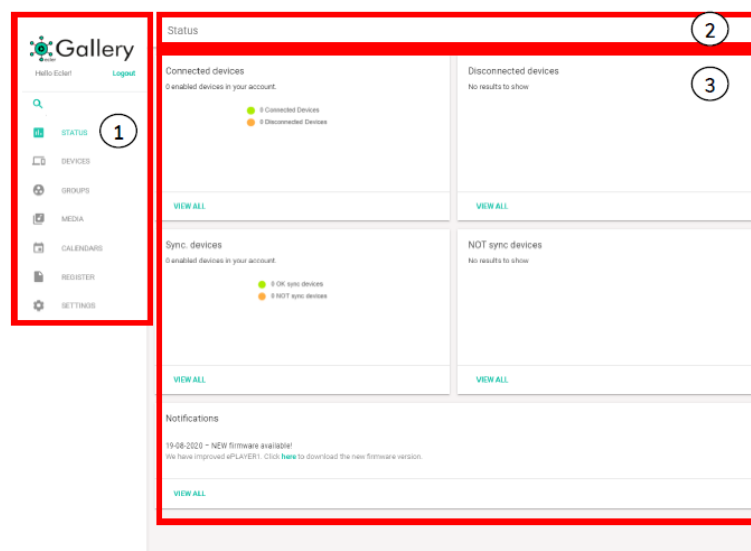 Gallery
ecler
Hello Ecler!
Logout
1
STATUS
DEVICES
GROUPS
MEDIA
CALENDARS
REGISTER
SETTINGS
Status
2
3
Connected devices
0 enabled devices in your account.
0 Connected Devices
0 Disconnected Devices
VIEW ALL
Disconnected devices
No results to show
VIEW ALL
Sync. devices
0 enabled devices in your account.
0 OK sync devices
0 NOT sync devices
VIEW ALL
NOT sync devices
No results to show
VIEW ALL
Notifications
19-08-2020 – NEW firmware available!
We have improved ePLAYER1. Click here to download the new firmware version.
VIEW ALL